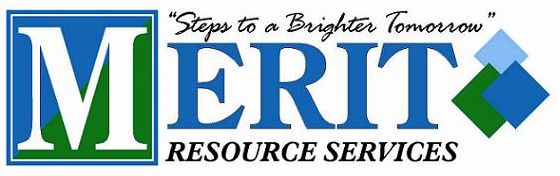 "Steps to a Brighter Tomorrow"
MERIT
RESOURCE SERVICES